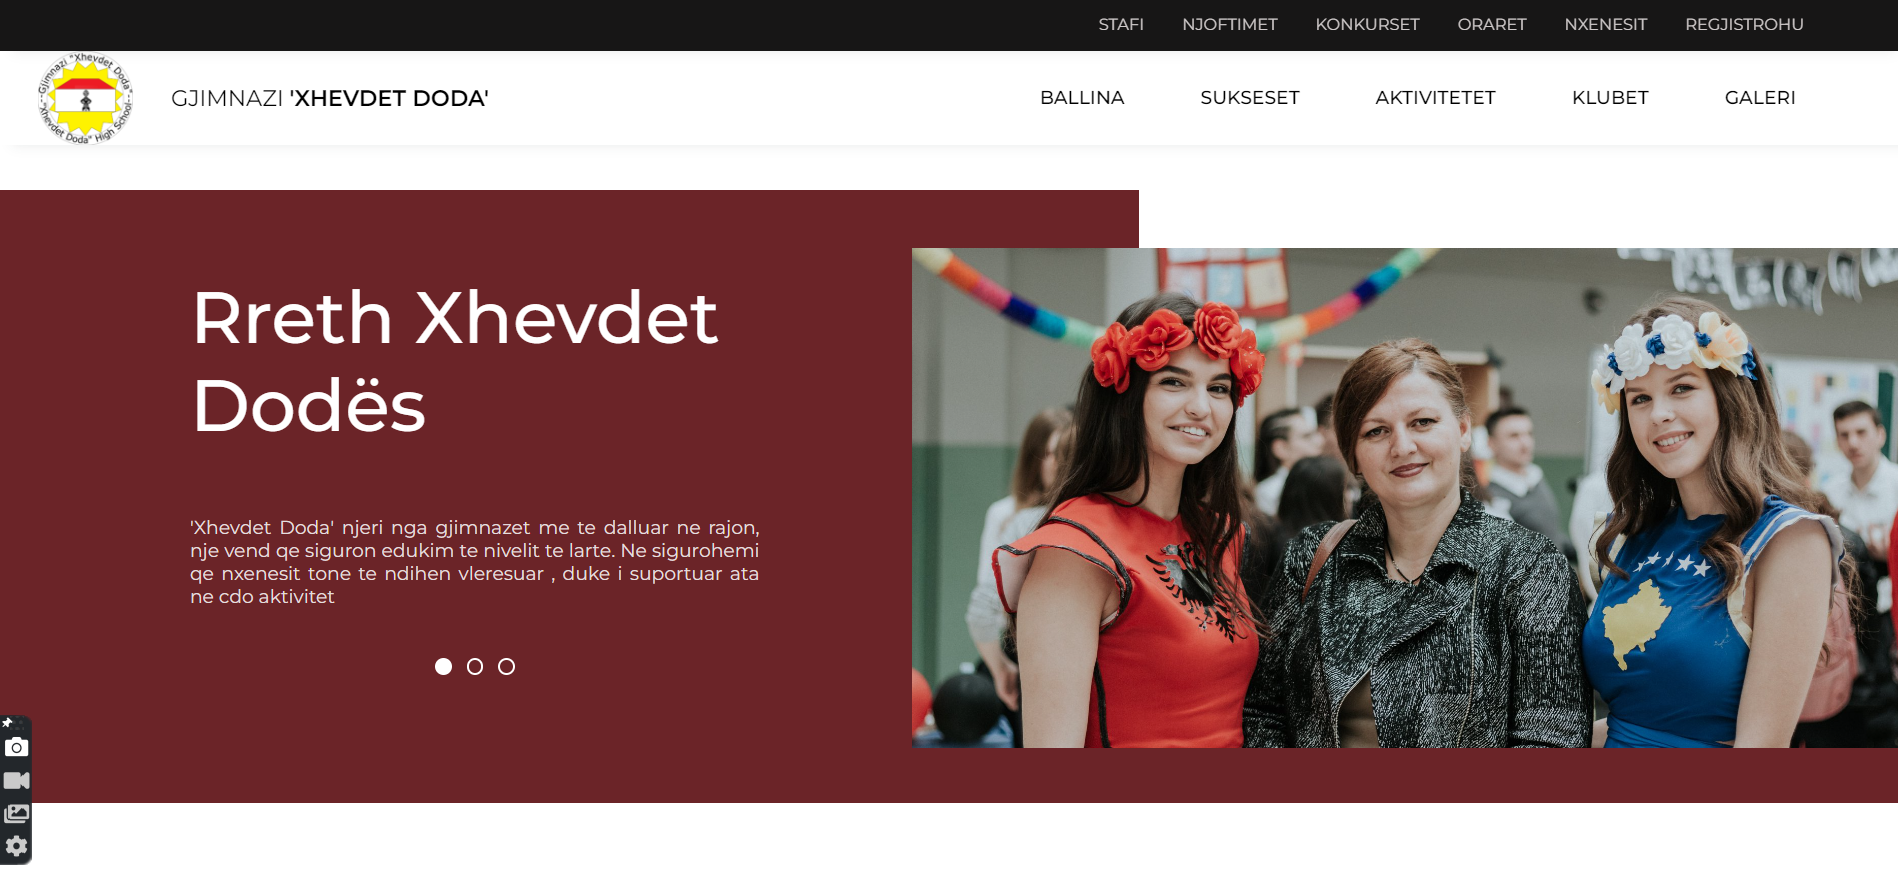 STAFI NJOFTIMET KONKURSET ORARET NXENESIT REGJISTROHU
Gjimnazi "Xhevdet Doda"
"Xhevdet Doda" High School
GJIMNAZI 'XHEVDET DODA'
BALLINA SUKSESET AKTIVITETET KLUBET GALERI
Rreth Xhevdet
Dodës
'Xhevdet Doda' njeri nga gjimnazet me te dalluar ne rajon,
nje vend qe siguron edukim te nivelit te larte. Ne sigurohemi
qe nxenesit tone te ndihen vleresuar , duke i suportuar ata
ne cdo aktivitet